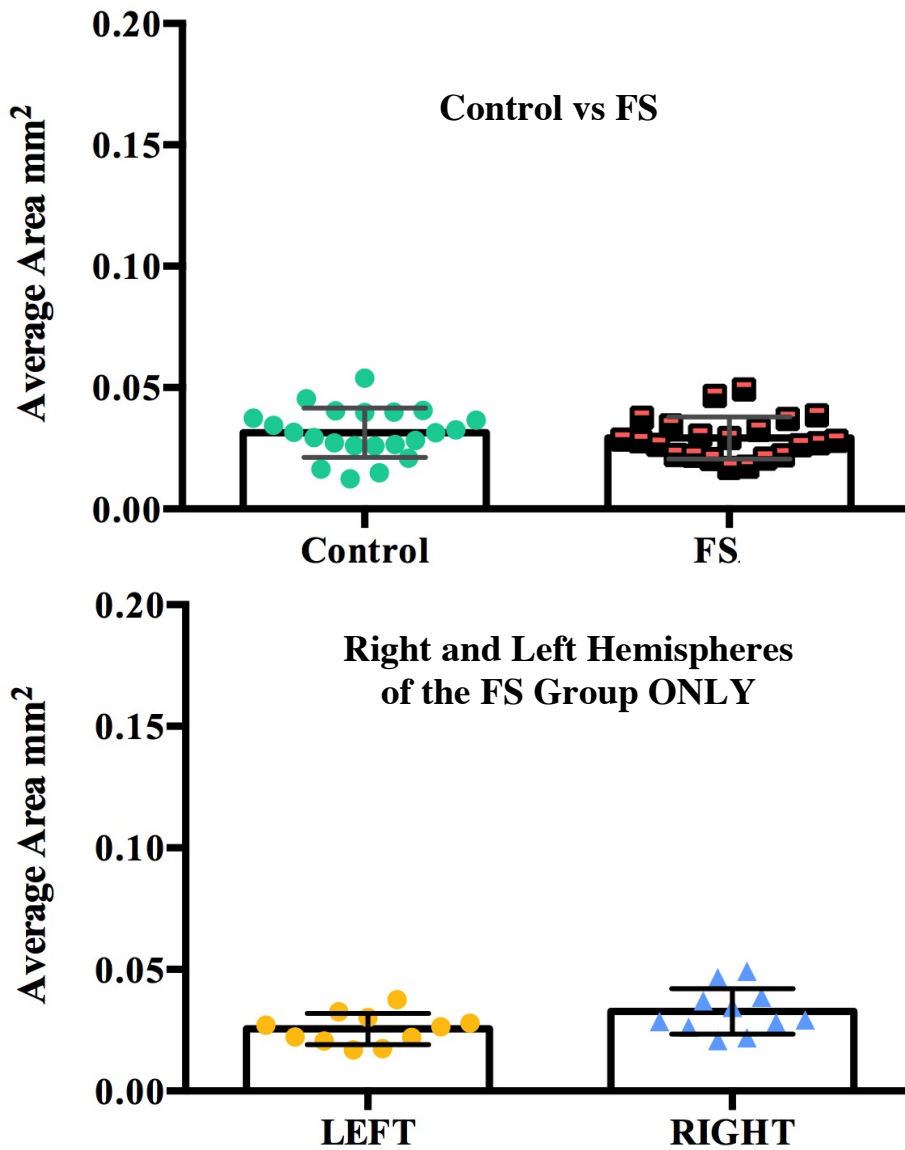 0.20
Control vs FS
0.15
Average Area mm2
0.10
0.05
0.00
Control FS.
0.20
Right and Left Hemispheres
of the FS Group ONLY
0.15
Average Area mm2
0.10
0.05
0.00
LEFT RIGHT